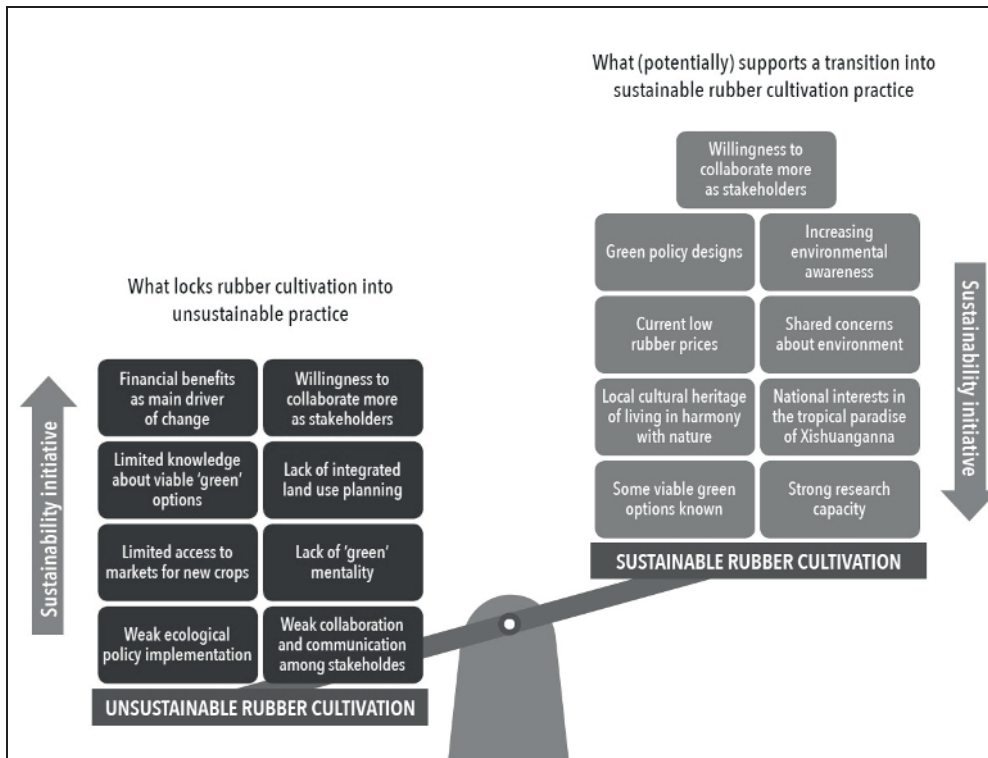 What (potentially) supports a transition into
sustainable rubber cultivation practice
Willingness to
collaborate more
as stakeholders
Green policy designs
Increasing
environmental
awareness
Current low
rubber prices
Shared concerns
about environment
Local cultural heritage
of living in harmony
with nature
National interests in
the tropical paradise
of Xishuanganna
Some viable green
options known
Strong research
capacity
SUSTAINABLE RUBBER CULTIVATION
Sustainability initiative
What locks rubber cultivation into
unsustainable practice
Financial benefits
as main driver
of change
Willingness to
collaborate more
as stakeholders
Limited knowledge
about viable ‘green’
options
Lack of integrated
land use planning
Limited access to
markets for new crops
Lack of ‘green’
mentality
Weak ecological
policy implementation
Weak collaboration
and communication
among stakeholdes
UNSUSTAINABLE RUBBER CULTIVATION
Sustainability initiative